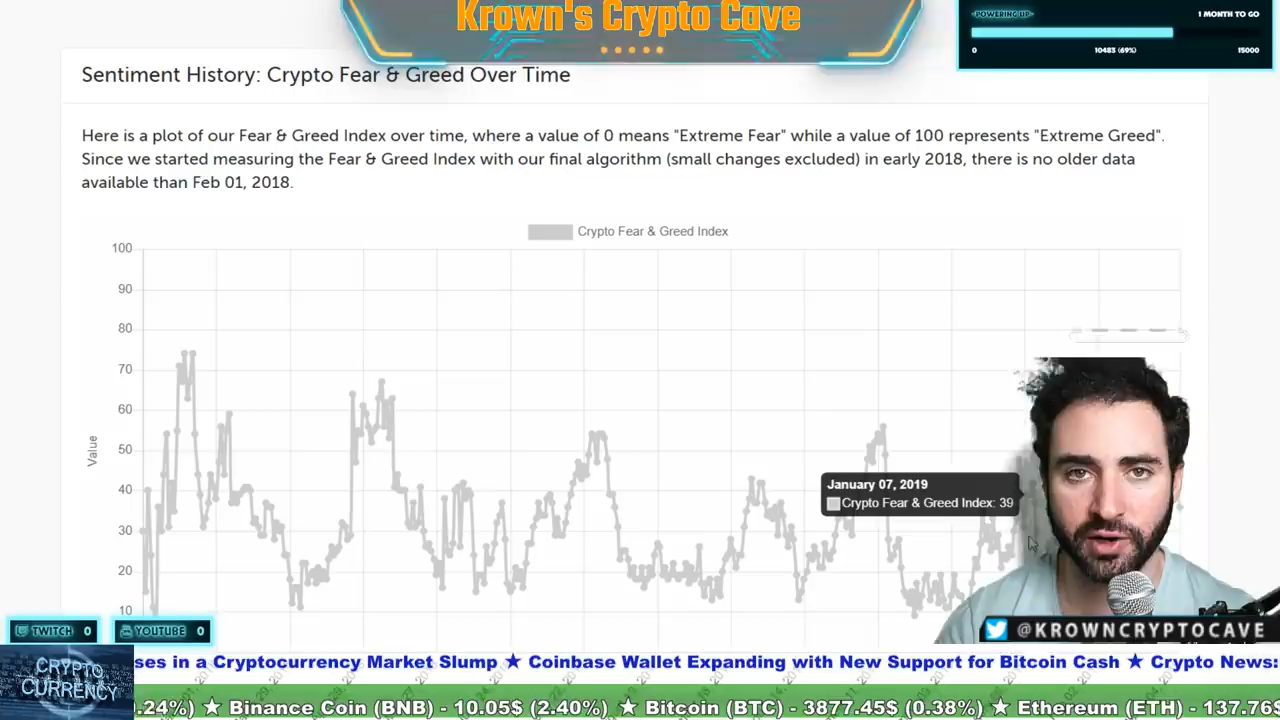 Krown's Crypto Cave
-POWERING UP-
1 MONTH TO GO
0
10483 (69%)
15000
Sentiment History: Crypto Fear & Greed Over Time
Here is a plot of our Fear & Greed Index over time, where a value of 0 means "Extreme Fear" while a value of 100 represents "Extreme Greed".
Since we started measuring the Fear & Greed Index with our final algorithm (small changes excluded) in early 2018, there is no older data
available than Feb 01, 2018.
Crypto Fear & Greed Index
100
90
80
70
60
50
40
30
20
10
Value
January 07, 2019
Crypto Fear & Greed Index: 39
TWITCH 0
YOUTUBE 0
@KROWNCRYPTOCAVE
CRYPTO
CURRENCY
ses in a Cryptocurrency Market Slump ★ Coinbase Wallet Expanding with New Support for Bitcoin Cash ★ Crypto News:
.24%) ★ Binance Coin (BNB) - 10.05$ (2.40%) ★ Bitcoin (BTC) - 3877.45$ (0.38%) ★ Ethereum (ETH) - 137.76$